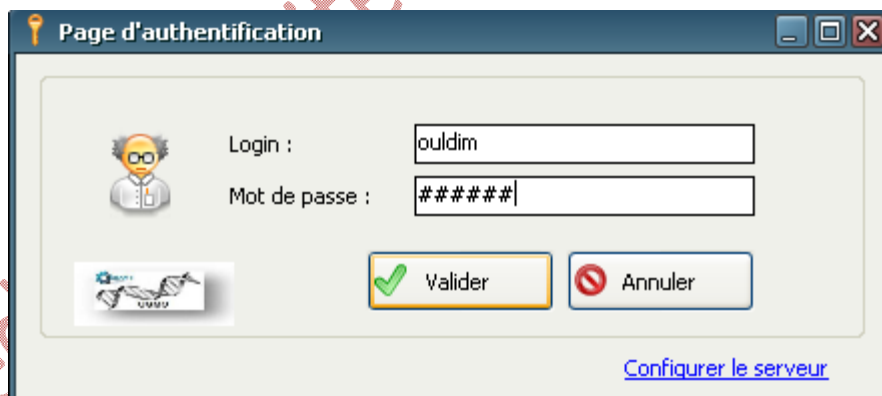 Page d'authentification
Login :
ouldim
Mot de passe :
######
Valider
Annuler
Configurer le serveur